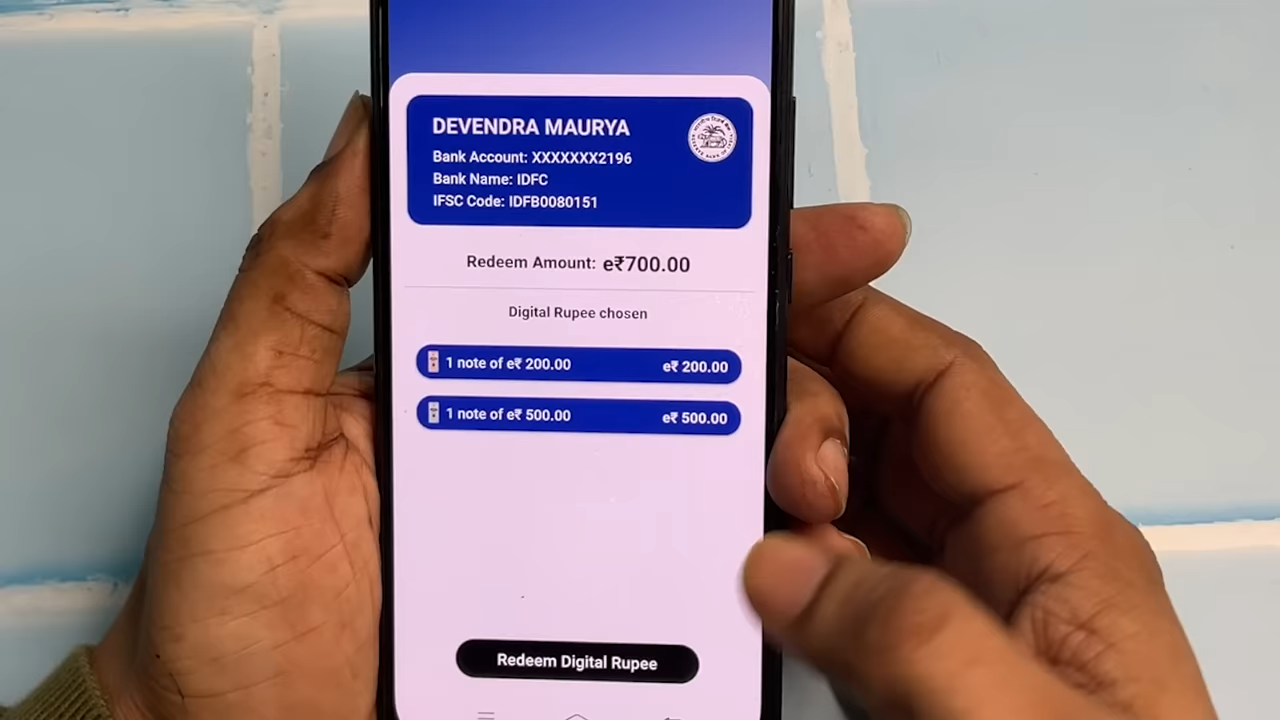 DEVENDRA MAURYA
Bank Account: XXXXXXX2196
Bank Name: IDFC
IFSC Code: IDFB0080151
Redeem Amount: e₹700.00
Digital Rupee chosen
1 note of e₹ 200.00 e₹ 200.00
1 note of e₹ 500.00 e₹ 500.00
Redeem Digital Rupee